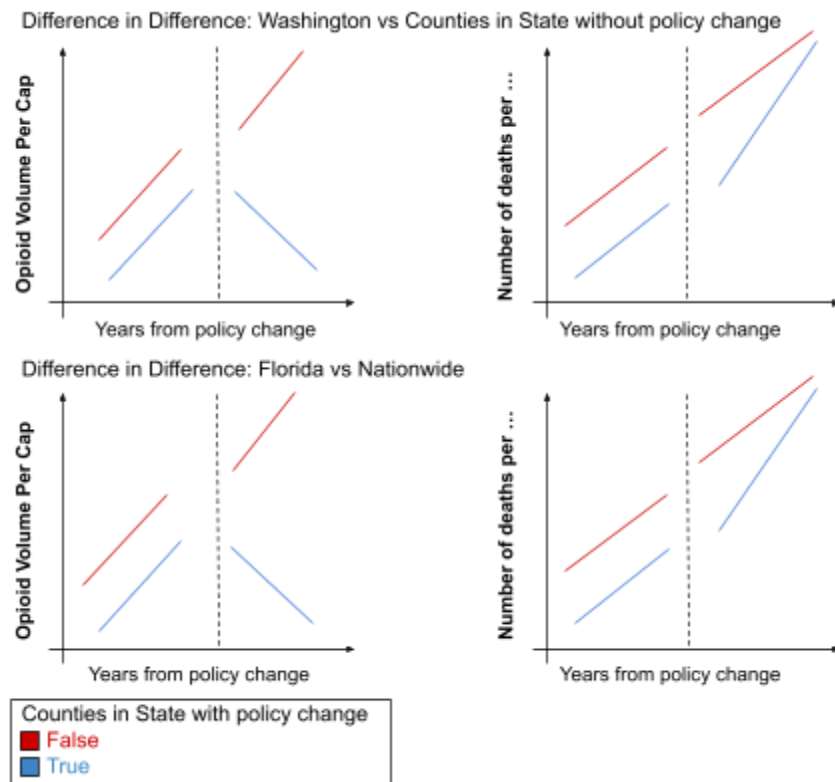 Difference in Difference: Washington vs Counties in State without policy change
Opioid Volume Per Cap
Years from policy change
Number of deaths per ...
Years from policy change
Difference in Difference: Florida vs Nationwide
Opioid Volume Per Cap
Years from policy change
Number of deaths per ...
Years from policy change
Counties in State with policy change
False
True